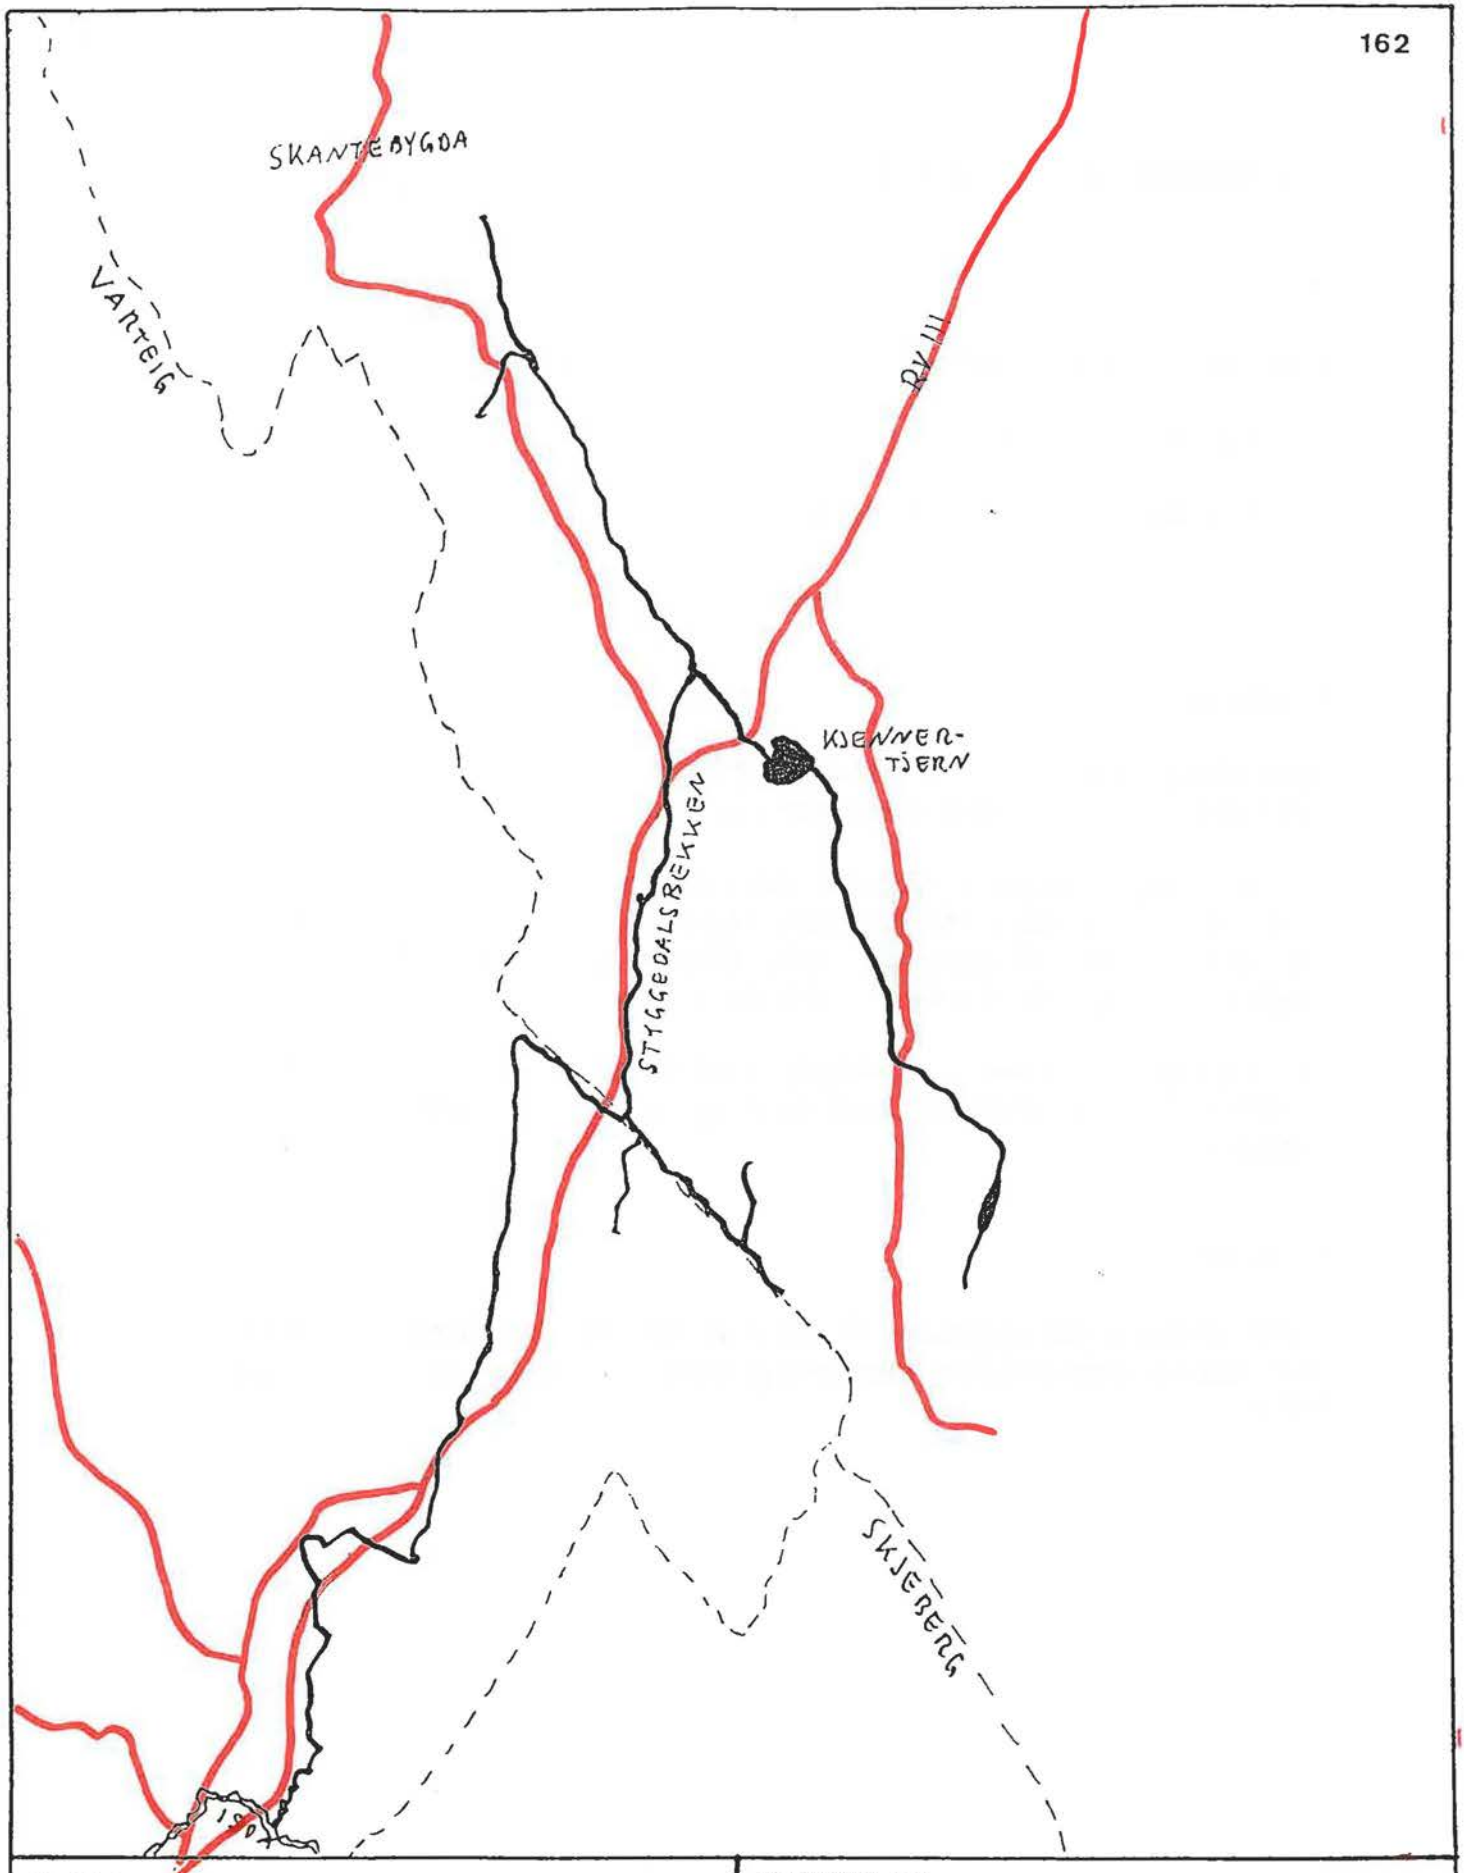 162
SKANTEBYGDA
VARTEIG
RV 111
KJENNER-
TJERN
STYGGEDALSBEKKEN
SKJEBERG